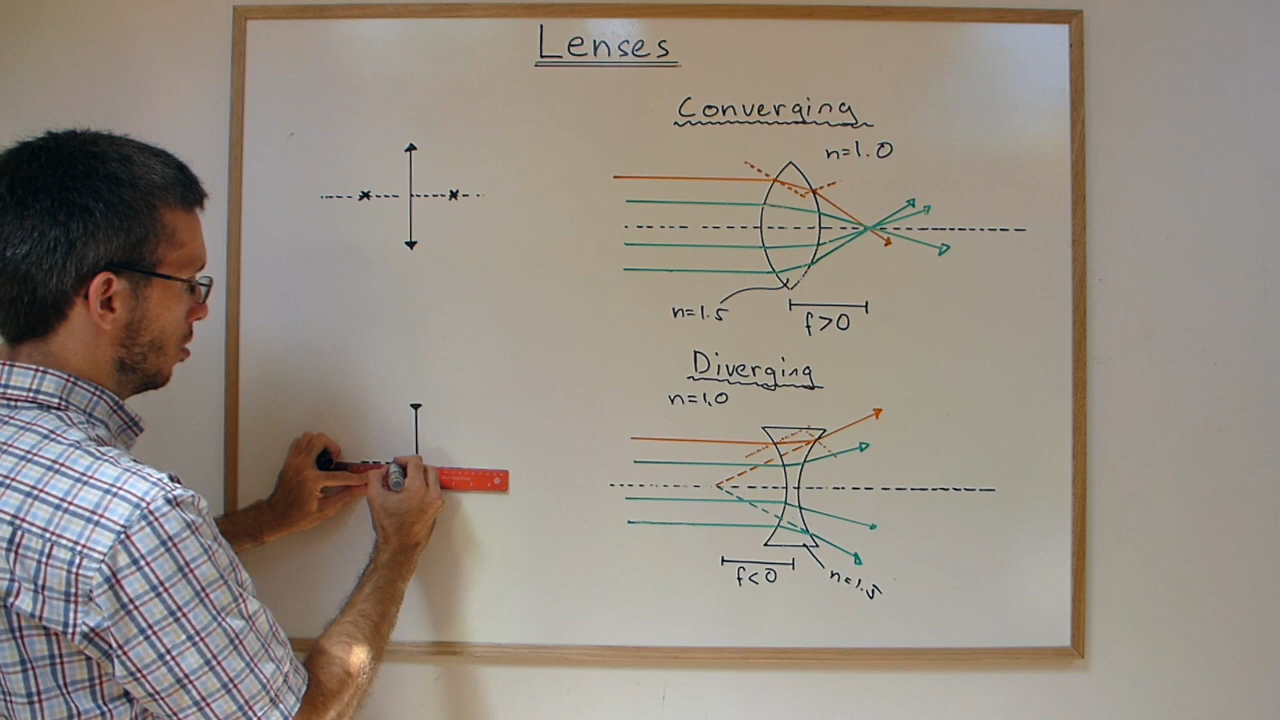 Lenses
Converging
n=1.0
n=1.5
f>0
Diverging
n=1.0
f<0
n=1.5